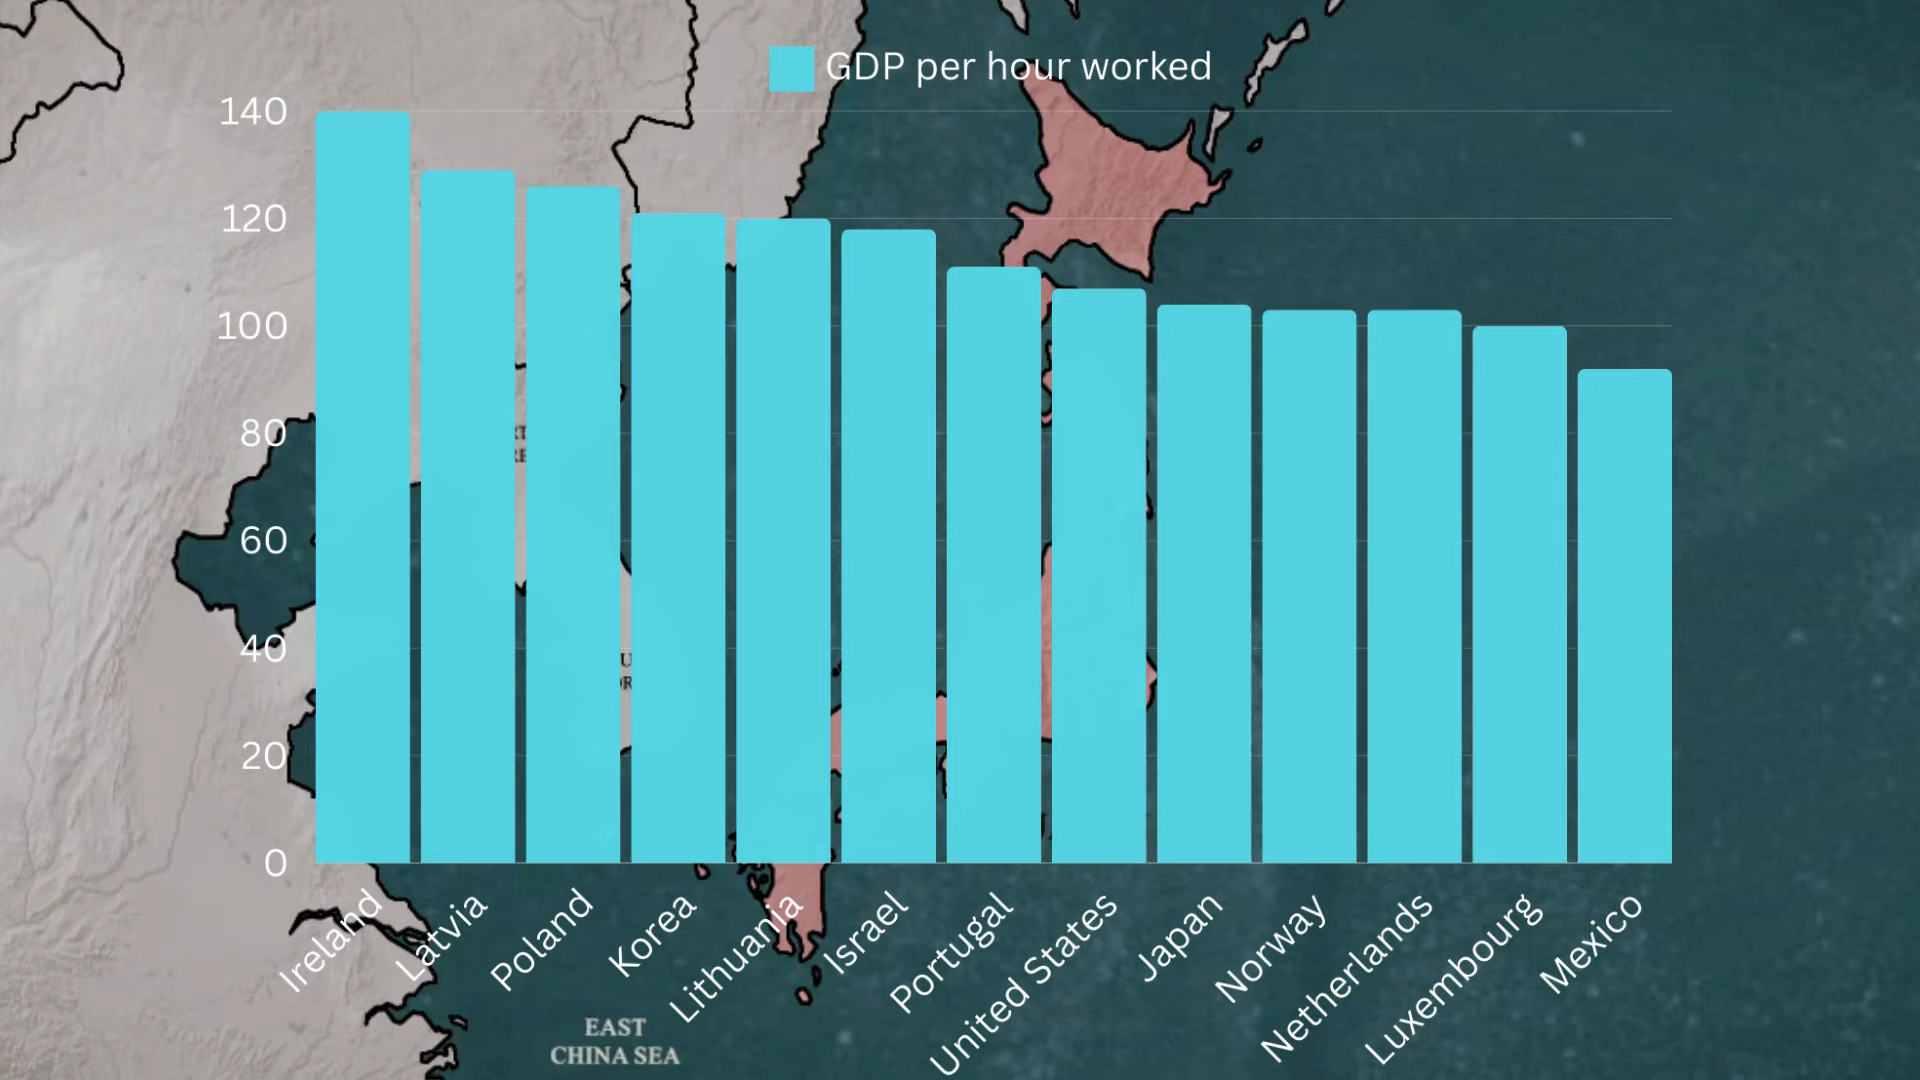 GDP per hour worked
140
120
100
80
60
40
20
0
Ireland
Latvia
Poland
Korea
Lithuania
Israel
Portugal
United States
Japan
Norway
Netherlands
Luxembourg
Mexico
EAST
CHINA SEA